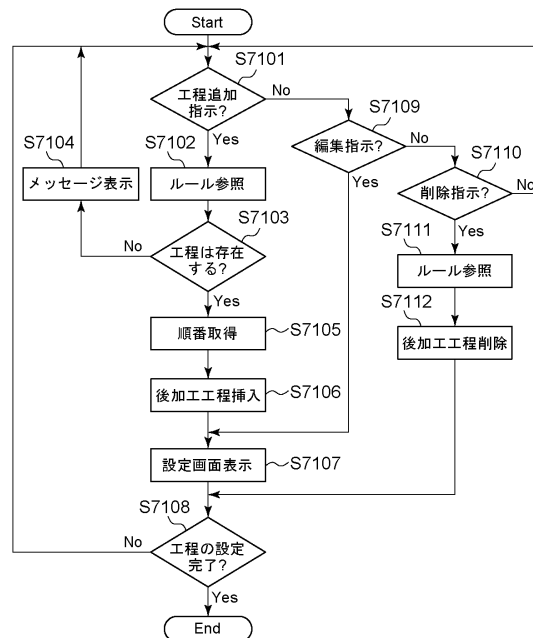 Start
S7101
工程追加
指示?
No
Yes
S7109
編集指示?
No
Yes
S7110
削除指示?
No
Yes
S7104
メッセージ表示
S7102
ルール参照
S7103
工程は存在
する?
No
Yes
S7111
ルール参照
S7112
後加工工程削除
順番取得
S7105
後加工工程挿入
S7106
設定画面表示
S7107
S7108
工程の設定
完了?
No
Yes
End